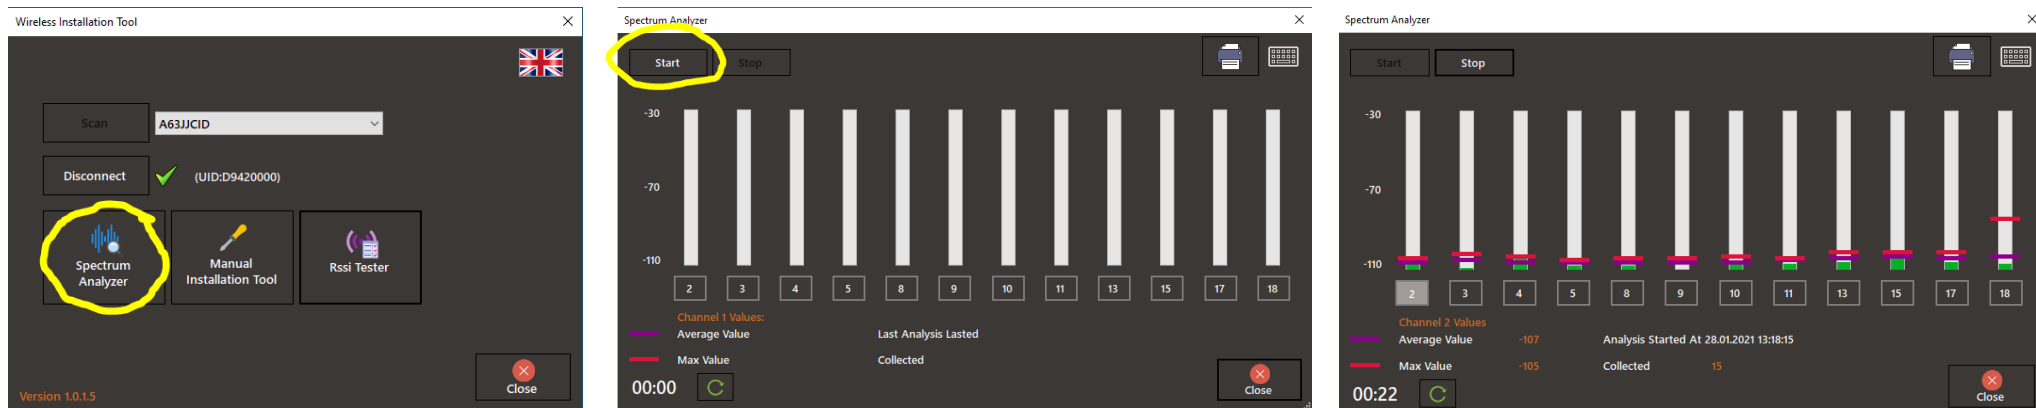 Wireless Installation Tool
Scan
A63JJCID
Disconnect
(UID:D9420000)
Spectrum
Analyzer
Manual
Installation Tool
Rssi Tester
Close
Version 1.0.1.5
Spectrum Analyzer
Start
Stop
-30
-70
-110
2 3 4 5 8 9 10 11 13 15 17 18
Channel 1 Values:
Average Value
Last Analysis Lasted
Max Value
Collected
00:00
Close
Spectrum Analyzer
Start
Stop
-30
-70
-110
2 3 4 5 8 9 10 11 13 15 17 18
Channel 2 Values
Average Value -107
Analysis Started At 28.01.2021 13:18:15
Max Value -105
Collected 15
00:22
Close